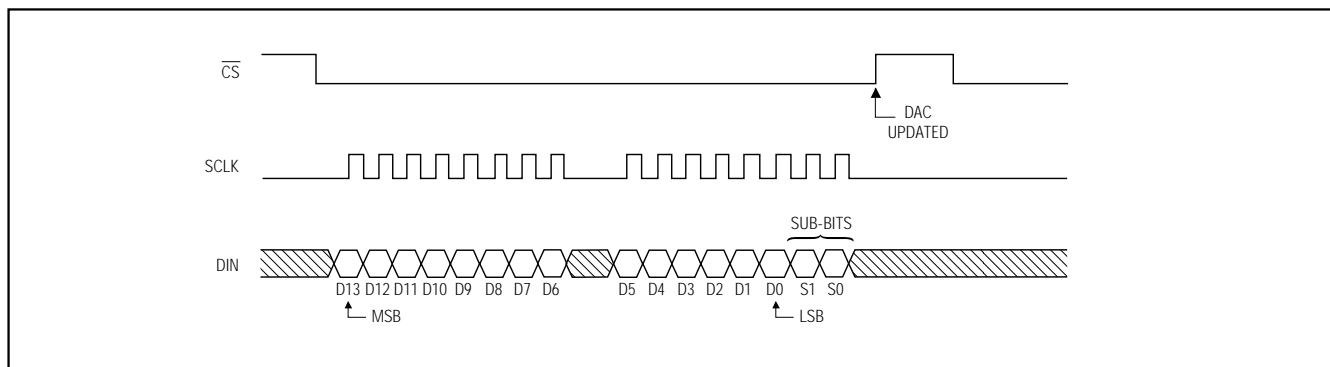 CS
DAC
UPDATED
SCLK
SUB-BITS
DIN
D13 D12 D11 D10 D9 D8 D7 D6 D5 D4 D3 D2 D1 D0 S1 S0
MSB LSB